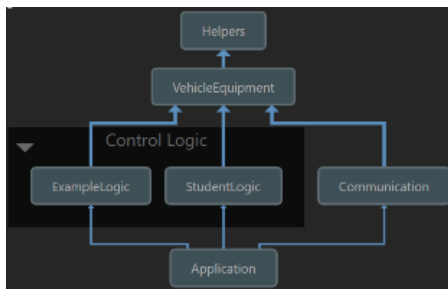 Helpers
VehicleEquipment
Control Logic
ExampleLogic
StudentLogic
Communication
Application